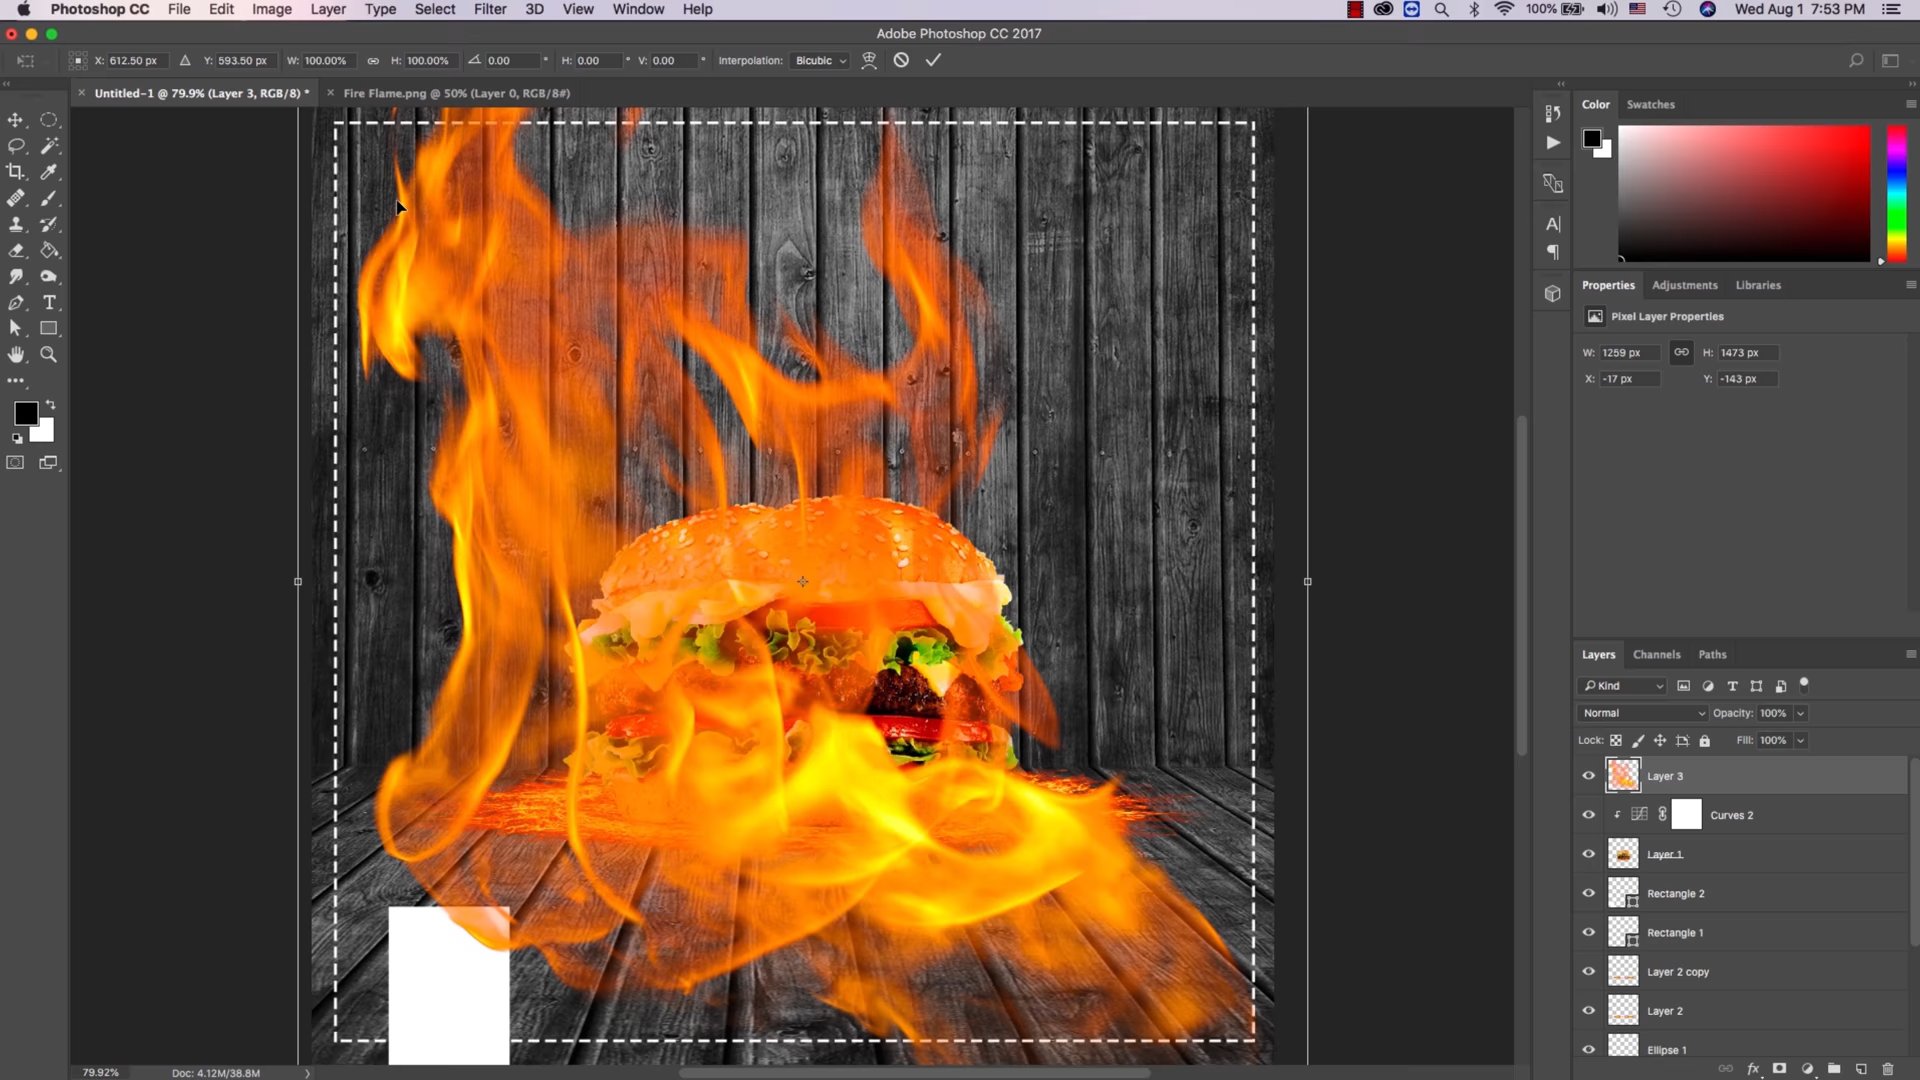 Photoshop CC File Edit Image Layer Type Select Filter 3D View Window Help 100% Wed Aug 1 7:53 PM
Adobe Photoshop CC 2017
X: 612.50 px Y: 593.50 px W: 100.00% H: 100.00% 0.00 ° H: 0.00 ° V: 0.00 ° Interpolation: Bicubic
× Untitled-1 @ 79.9% (Layer 3, RGB/8) * × Fire Flame.png @ 50% (Layer 0, RGB/8#)
Color Swatches
Properties Adjustments Libraries
Pixel Layer Properties
W: 1259 px H: 1473 px
X: -17 px Y: -143 px
Layers Channels Paths
Kind
Normal Opacity: 100%
Lock: Fill: 100%
Layer 3
Curves 2
Layer 1
Rectangle 2
Rectangle 1
Layer 2 copy
Layer 2
Ellipse 1
79.92% Doc: 4.12M/38.8M